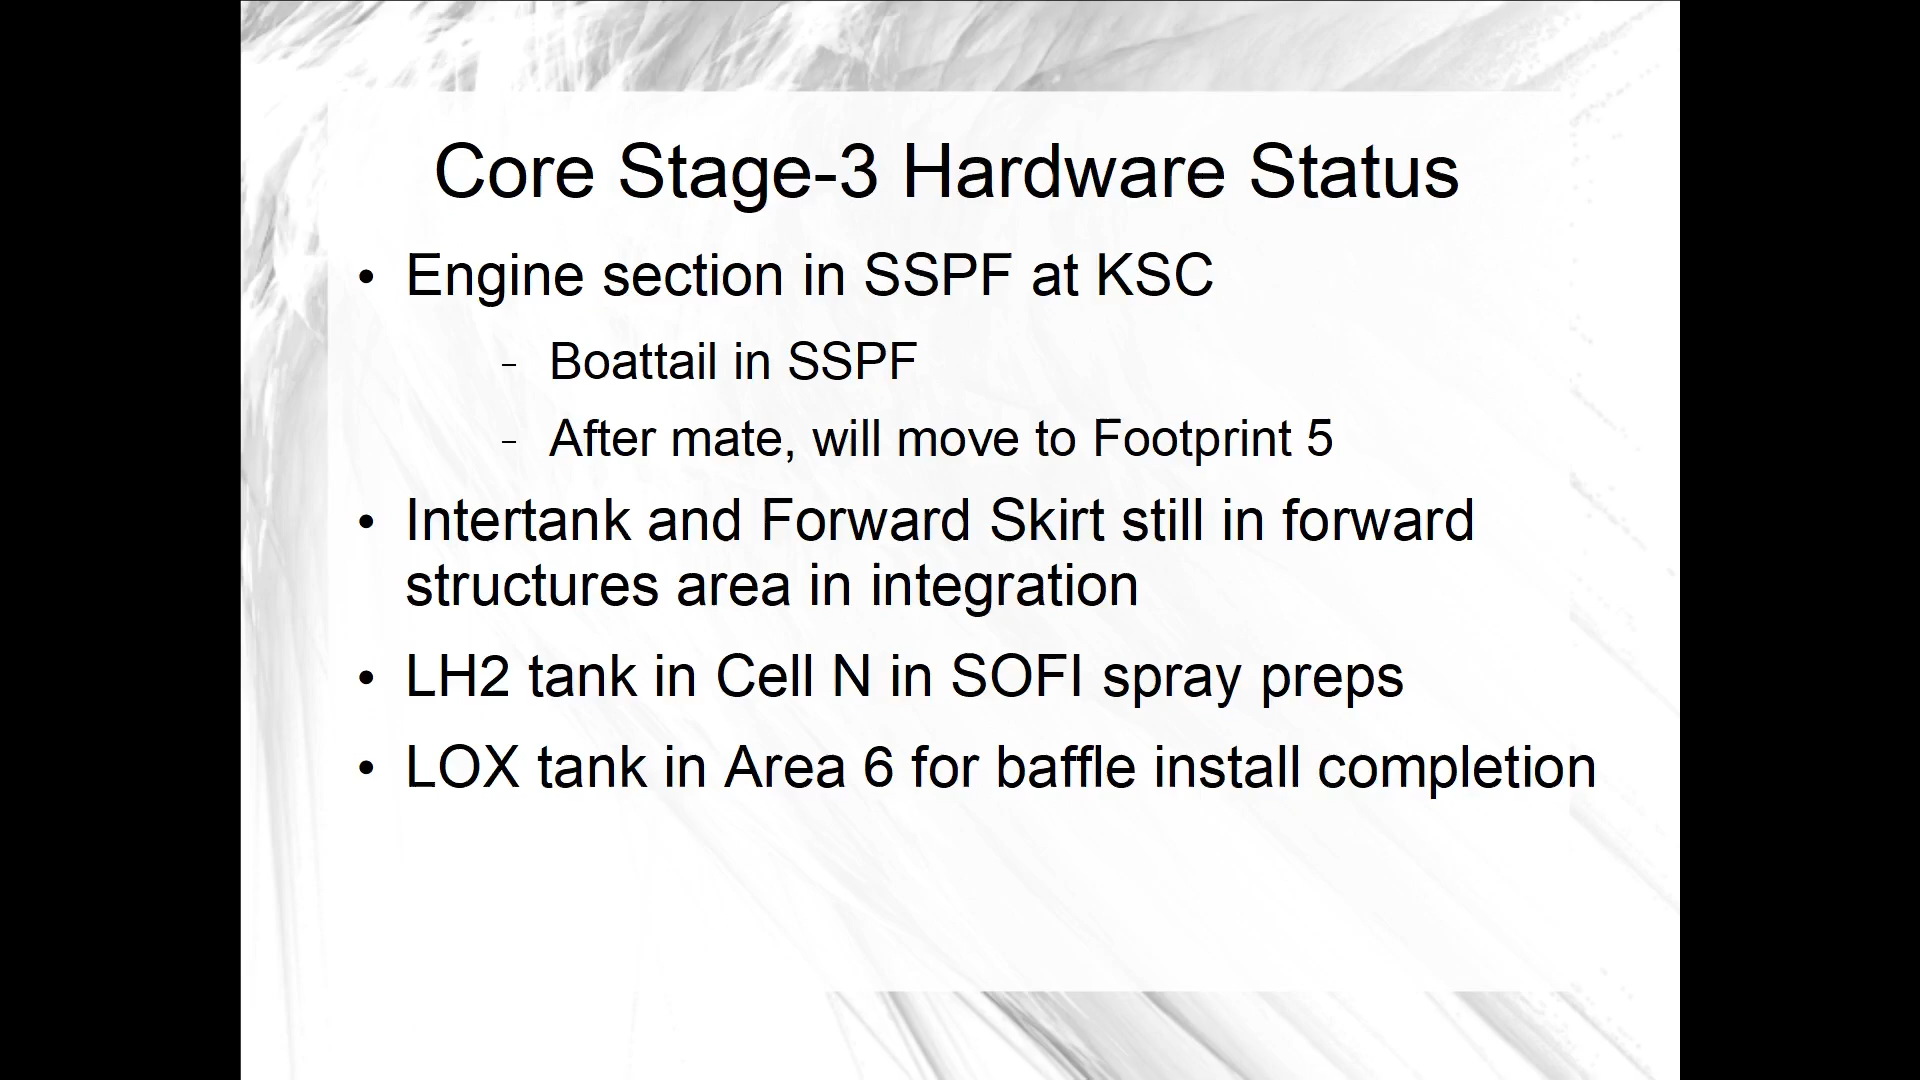 Core Stage-3 Hardware Status
• Engine section in SSPF at KSC
– Boattail in SSPF
– After mate, will move to Footprint 5
• Intertank and Forward Skirt still in forward
structures area in integration
• LH2 tank in Cell N in SOFI spray preps
• LOX tank in Area 6 for baffle install completion